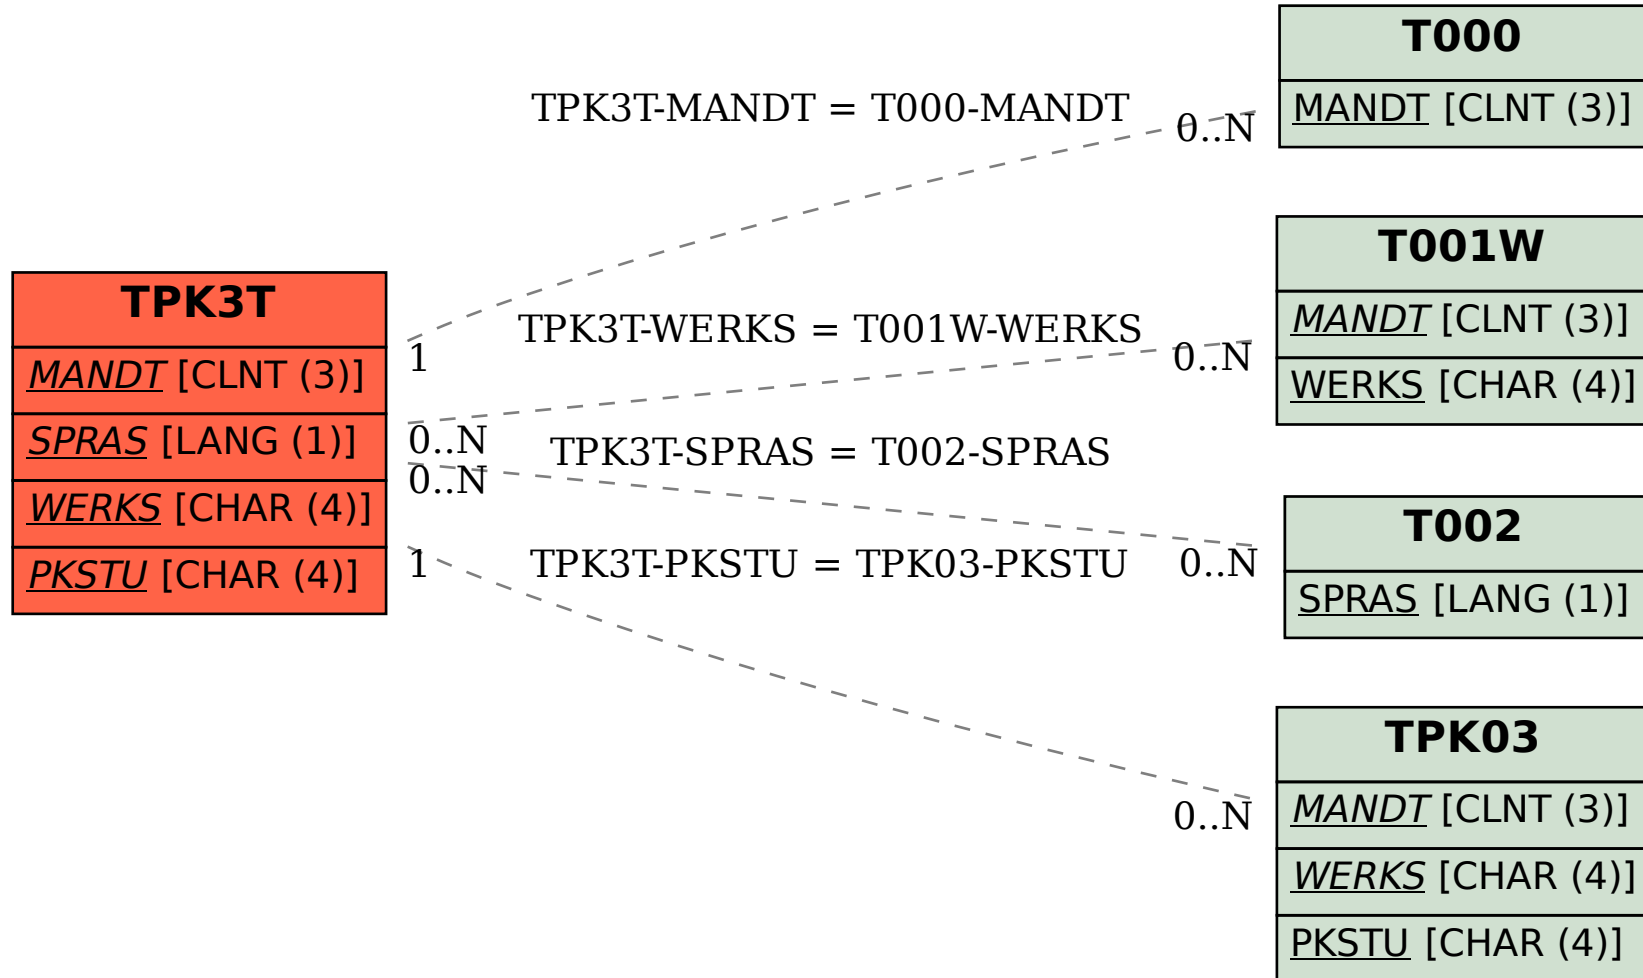 T000
MANDT [CLNT (3)]
TPK3T-MANDT = T000-MANDT
0..N
T001W
MANDT [CLNT (3)]
WERKS [CHAR (4)]
TPK3T
MANDT [CLNT (3)]
SPRAS [LANG (1)]
WERKS [CHAR (4)]
PKSTU [CHAR (4)]
1
TPK3T-WERKS = T001W-WERKS
0..N
0..N
TPK3T-SPRAS = T002-SPRAS
0..N
0..N
T002
SPRAS [LANG (1)]
1
TPK3T-PKSTU = TPK03-PKSTU
0..N
TPK03
MANDT [CLNT (3)]
WERKS [CHAR (4)]
PKSTU [CHAR (4)]